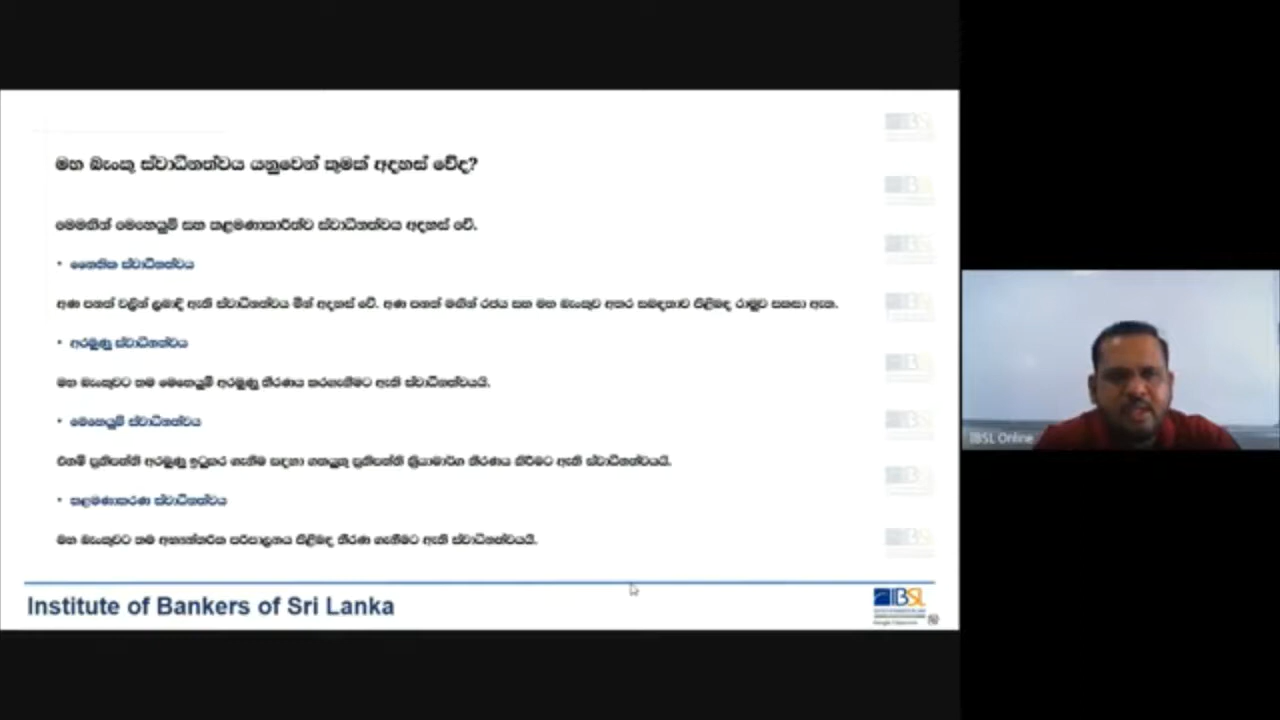 මහ බැංකු ස්වාධීනත්වය යනුවෙන් කුමක් අදහස් වේද?
මෙමගින් මෙහෙයුම් සහ කළමණාකාරිත්ව ස්වාධීනත්වය අදහස් වේ.
• නෛතික ස්වාධීනත්වය
අණ පනත් වලින් ලබාදි ඇති ස්වාධීනත්වය මින් අදහස් වේ. අණ පනත් මගින් රජය සහ මහ බැංකුව අතර සබඳතාව පිළිබඳ රාමුව සකසා ඇත.
• අරමුණු ස්වාධීනත්වය
මහ බැංකුවට තම මෙහෙයුම් අරමුණු තීරණය කරගැනීමට ඇති ස්වාධීනත්වයයි.
• මෙහෙයුම් ස්වාධීනත්වය
එනම් ප්‍රතිපත්ති අරමුණු ඉටුකර ගැනීම සඳහා ගතයුතු ප්‍රතිපත්ති ක්‍රියාමාර්ග තීරණය කිරීමට ඇති ස්වාධීනත්වයයි.
• කළමණාකරණ ස්වාධීනත්වය
මහ බැංකුවට තම අභ්‍යන්තරික පරිපාලනය පිළිබඳ තීරණ ගැනීමට ඇති ස්වාධීනත්වයයි.
Institute of Bankers of Sri Lanka
IBSL
IBSL Online